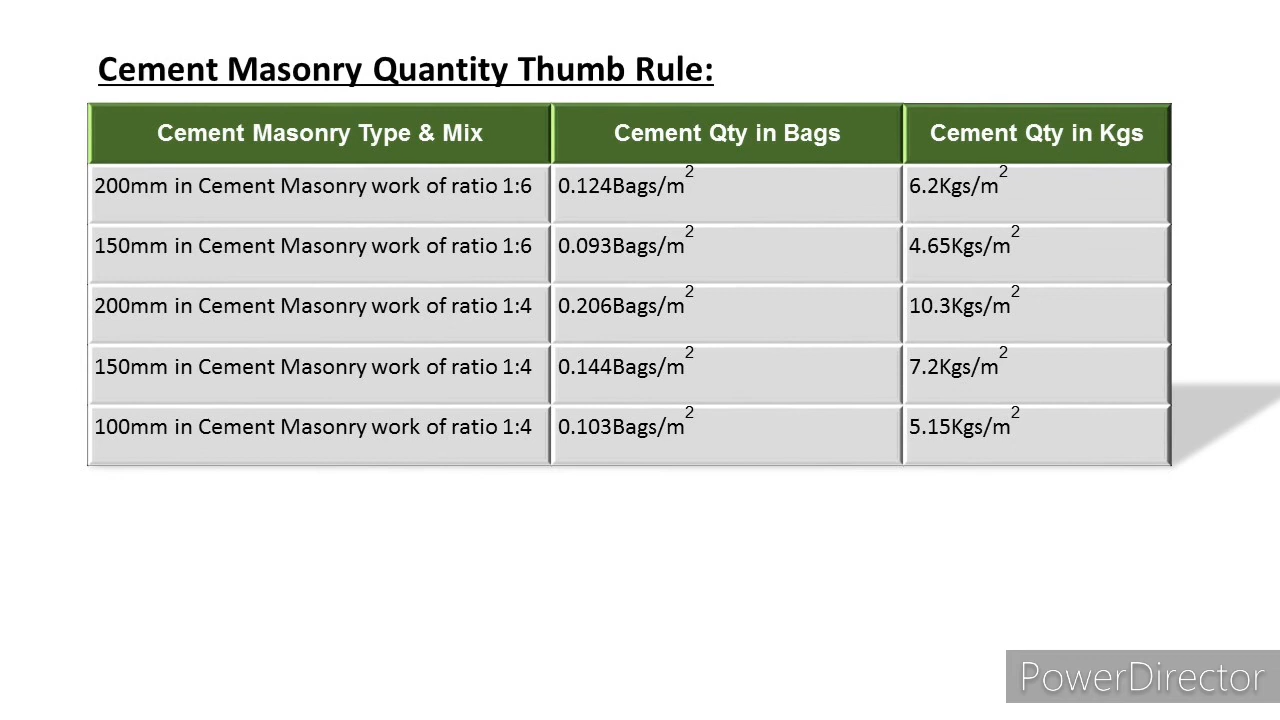 Cement Masonry Quantity Thumb Rule:
Cement Masonry Type & Mix Cement Qty in Bags Cement Qty in Kgs
200mm in Cement Masonry work of ratio 1:6 0.124Bags/m² 6.2Kgs/m²
150mm in Cement Masonry work of ratio 1:6 0.093Bags/m² 4.65Kgs/m²
200mm in Cement Masonry work of ratio 1:4 0.206Bags/m² 10.3Kgs/m²
150mm in Cement Masonry work of ratio 1:4 0.144Bags/m² 7.2Kgs/m²
100mm in Cement Masonry work of ratio 1:4 0.103Bags/m² 5.15Kgs/m²
PowerDirector